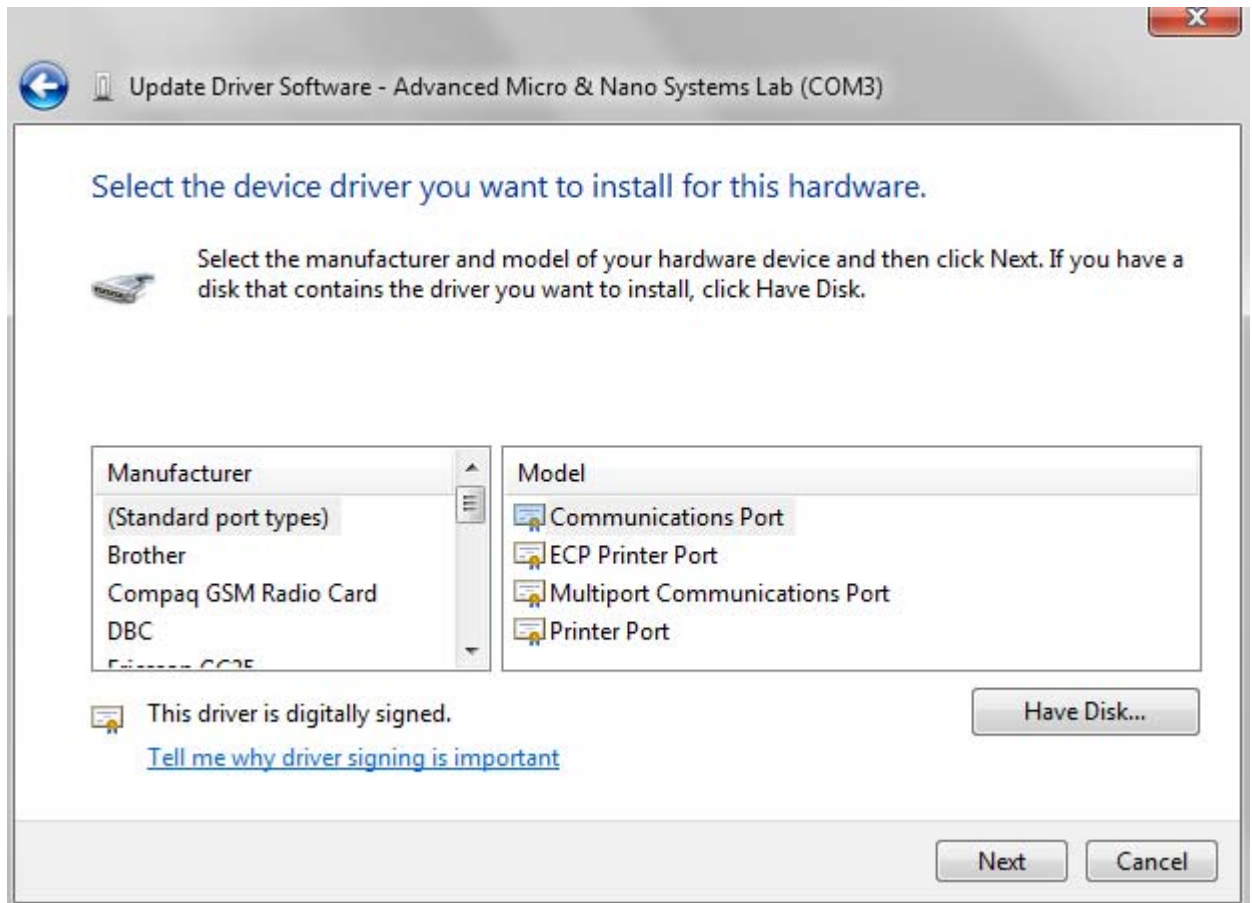 Update Driver Software - Advanced Micro & Nano Systems Lab (COM3)
Select the device driver you want to install for this hardware.
Select the manufacturer and model of your hardware device and then click Next. If you have a
disk that contains the driver you want to install, click Have Disk.
Manufacturer
(Standard port types)
Brother
Compaq GSM Radio Card
DBC
Model
Communications Port
ECP Printer Port
Multiport Communications Port
Printer Port
This driver is digitally signed.
Tell me why driver signing is important
Have Disk...
Next
Cancel